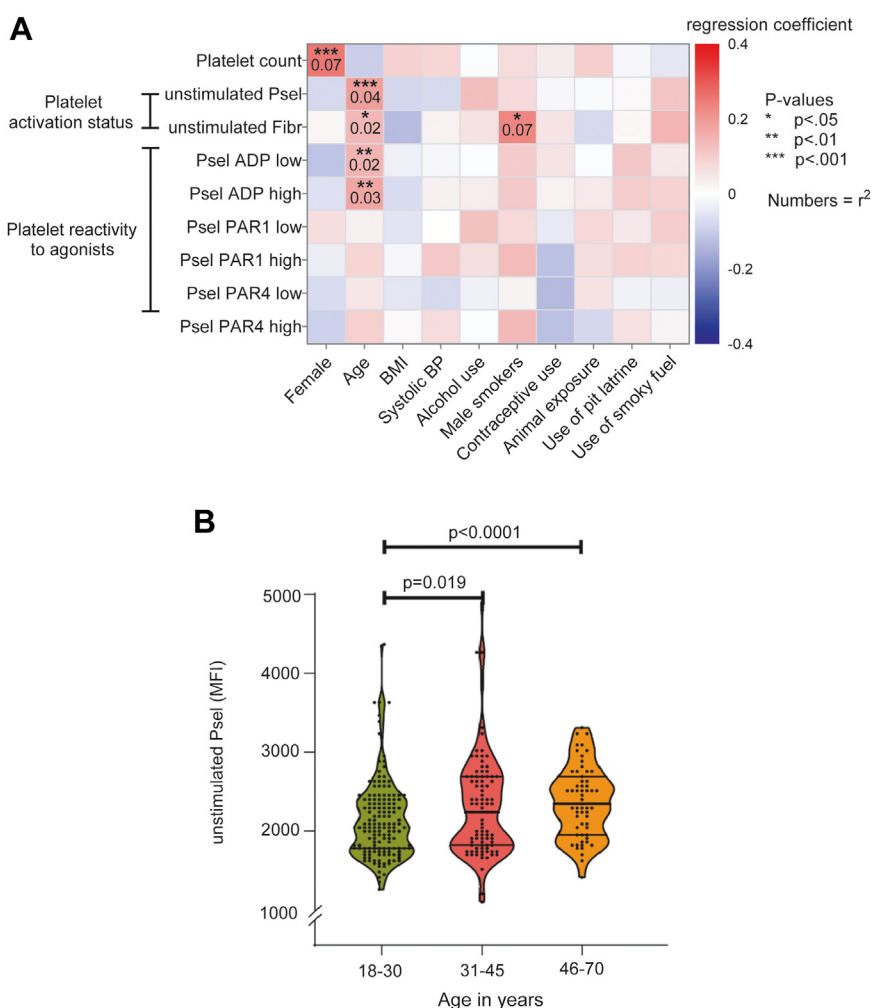 A
regression coefficient
Platelet count
unstimulated Psel
unstimulated Fibr
Psel ADP low
Psel ADP high
Psel PAR1 low
Psel PAR1 high
Psel PAR4 low
Psel PAR4 high
Platelet
activation status
Platelet reactivity
to agonists
***
0.07
***
0.04
*
0.02
*
0.07
**
0.02
**
0.03
0.4
0.2
0
-0.2
-0.4
P-values
* p<.05
** p<.01
*** p<.001
Numbers = r²
Female
Age
BMI
Systolic BP
Alcohol use
Male smokers
Contraceptive use
Animal exposure
Use of pit latrine
Use of smoky fuel
B
p<0.0001
p=0.019
unstimulated Psel (MFI)
5000
4000
3000
2000
1000
18-30
31-45
46-70
Age in years